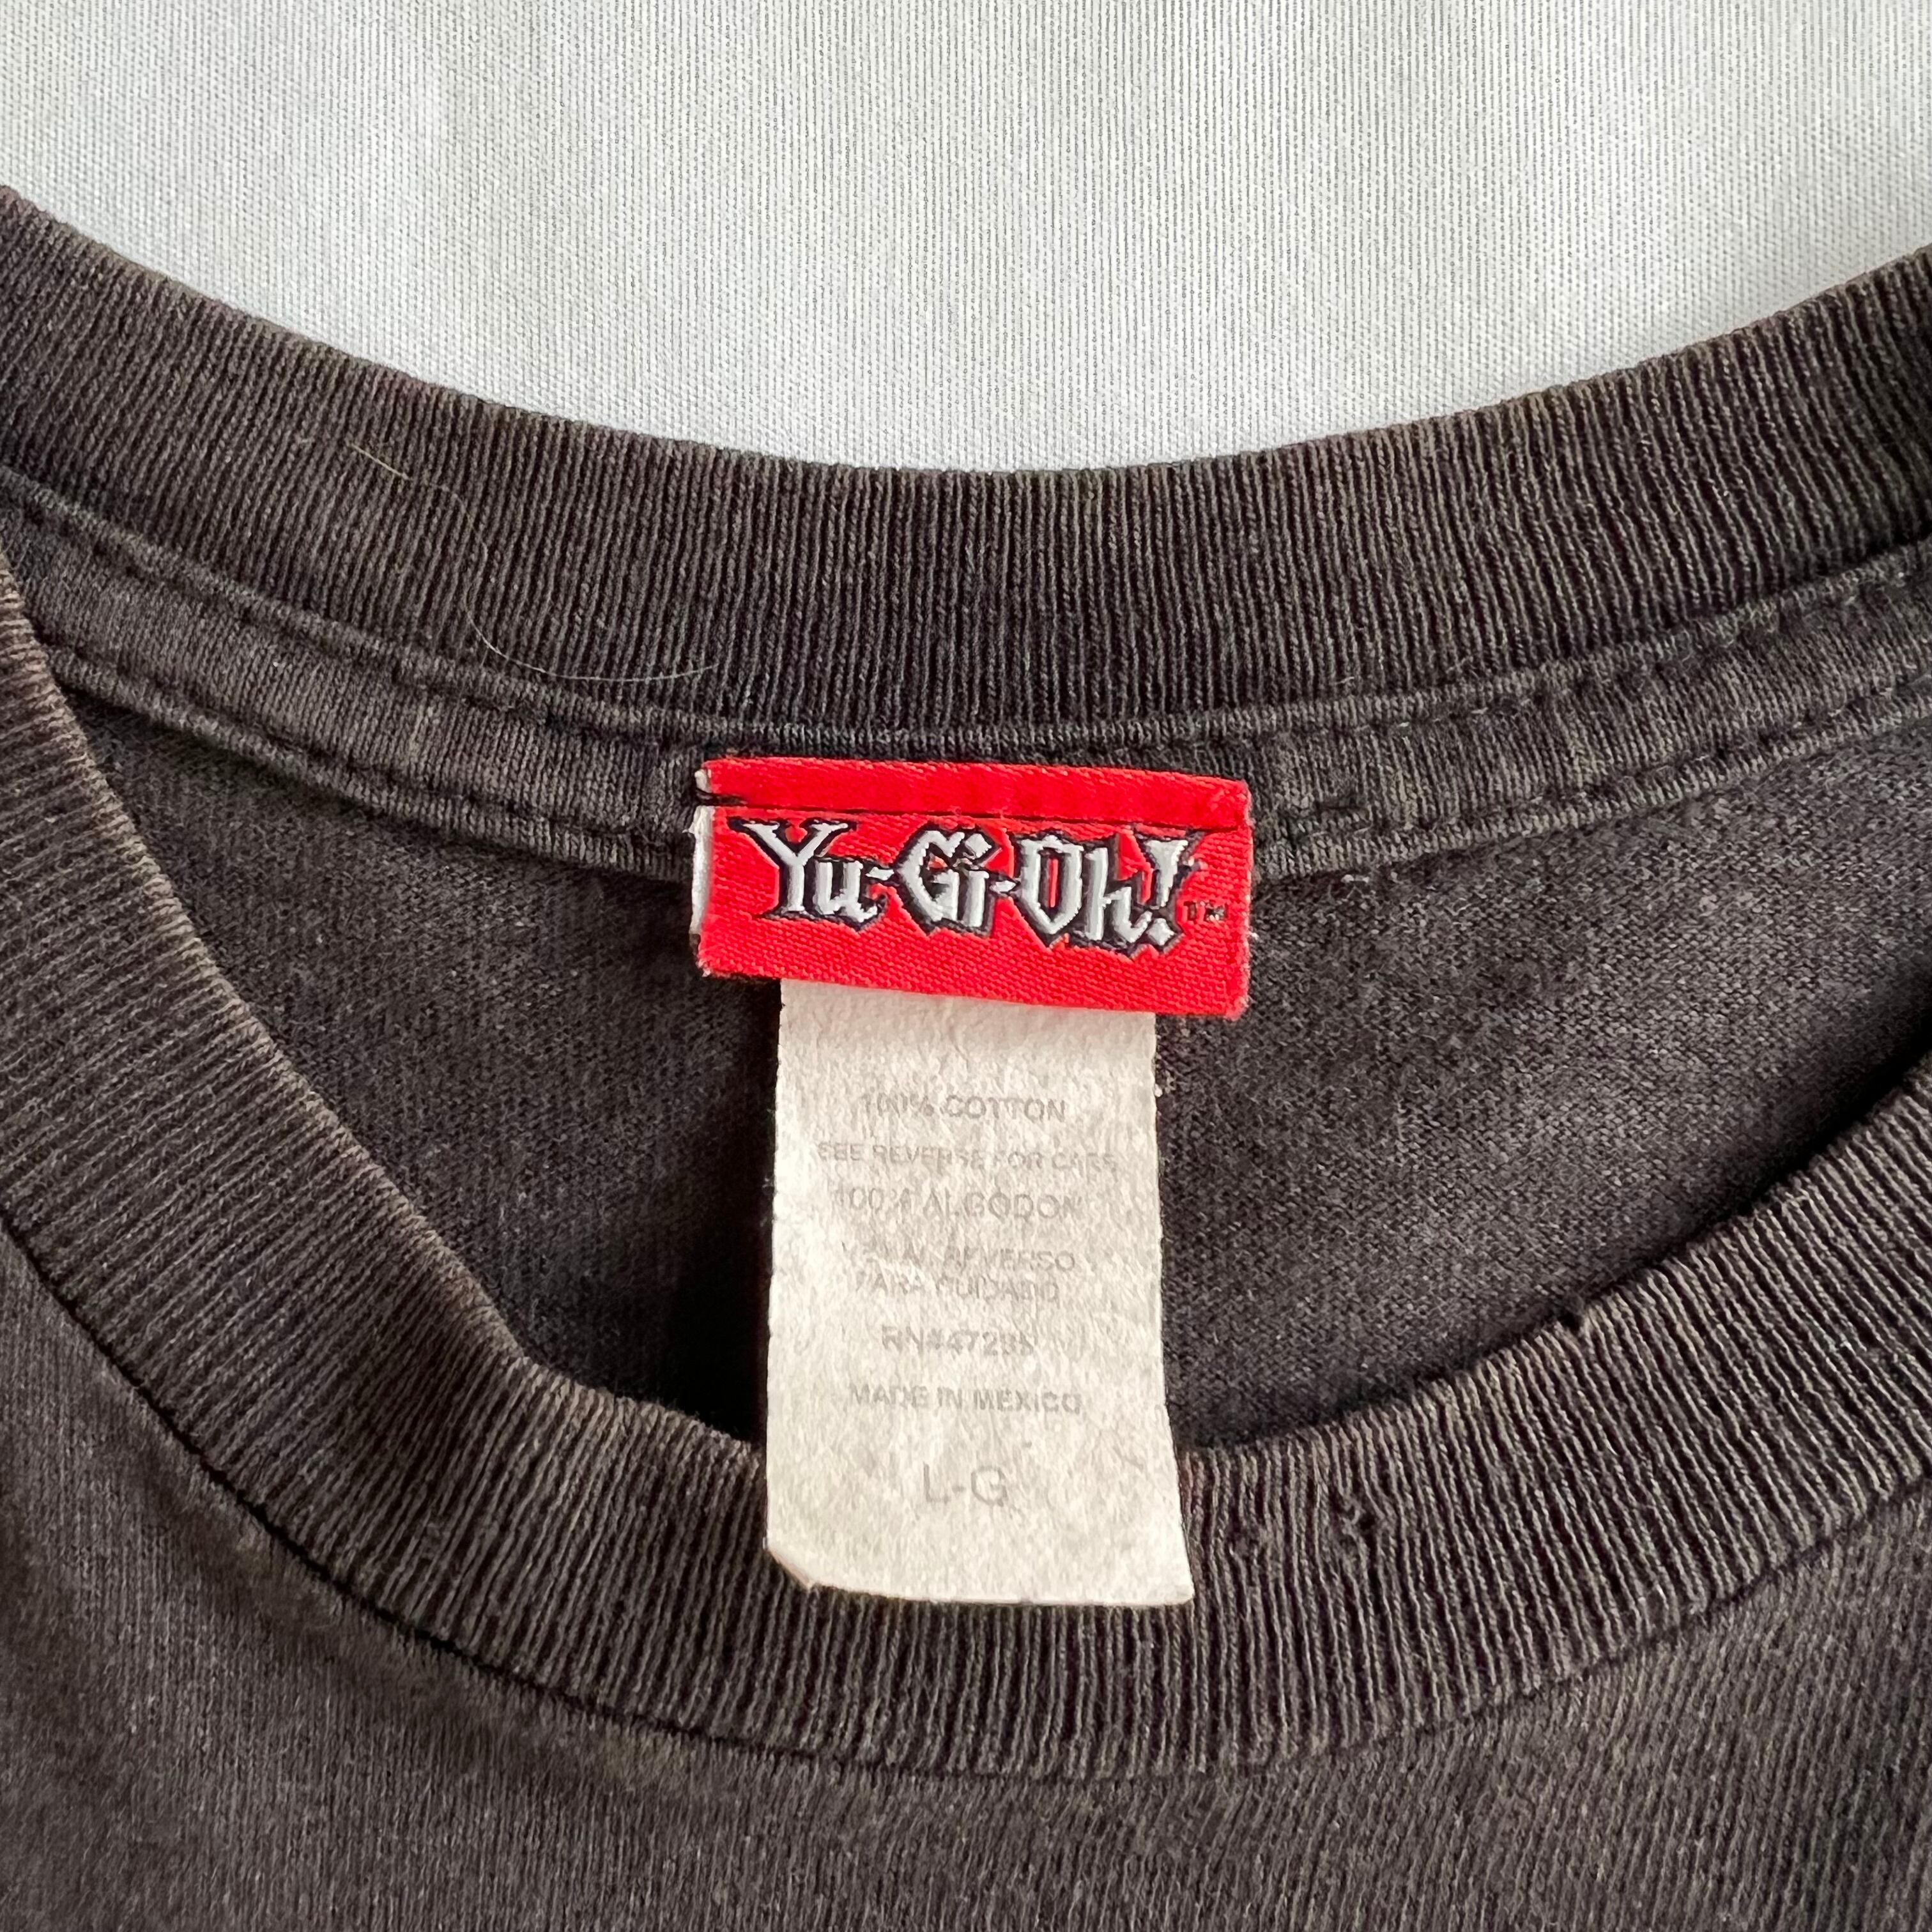 Yu-Gi-Oh! ™
100% COTTON
SEE REVERSE FOR CARE
100% ALGODON
VEA AL REVERSO
PARA CUIDADO
MADE IN MEXICO
L-G